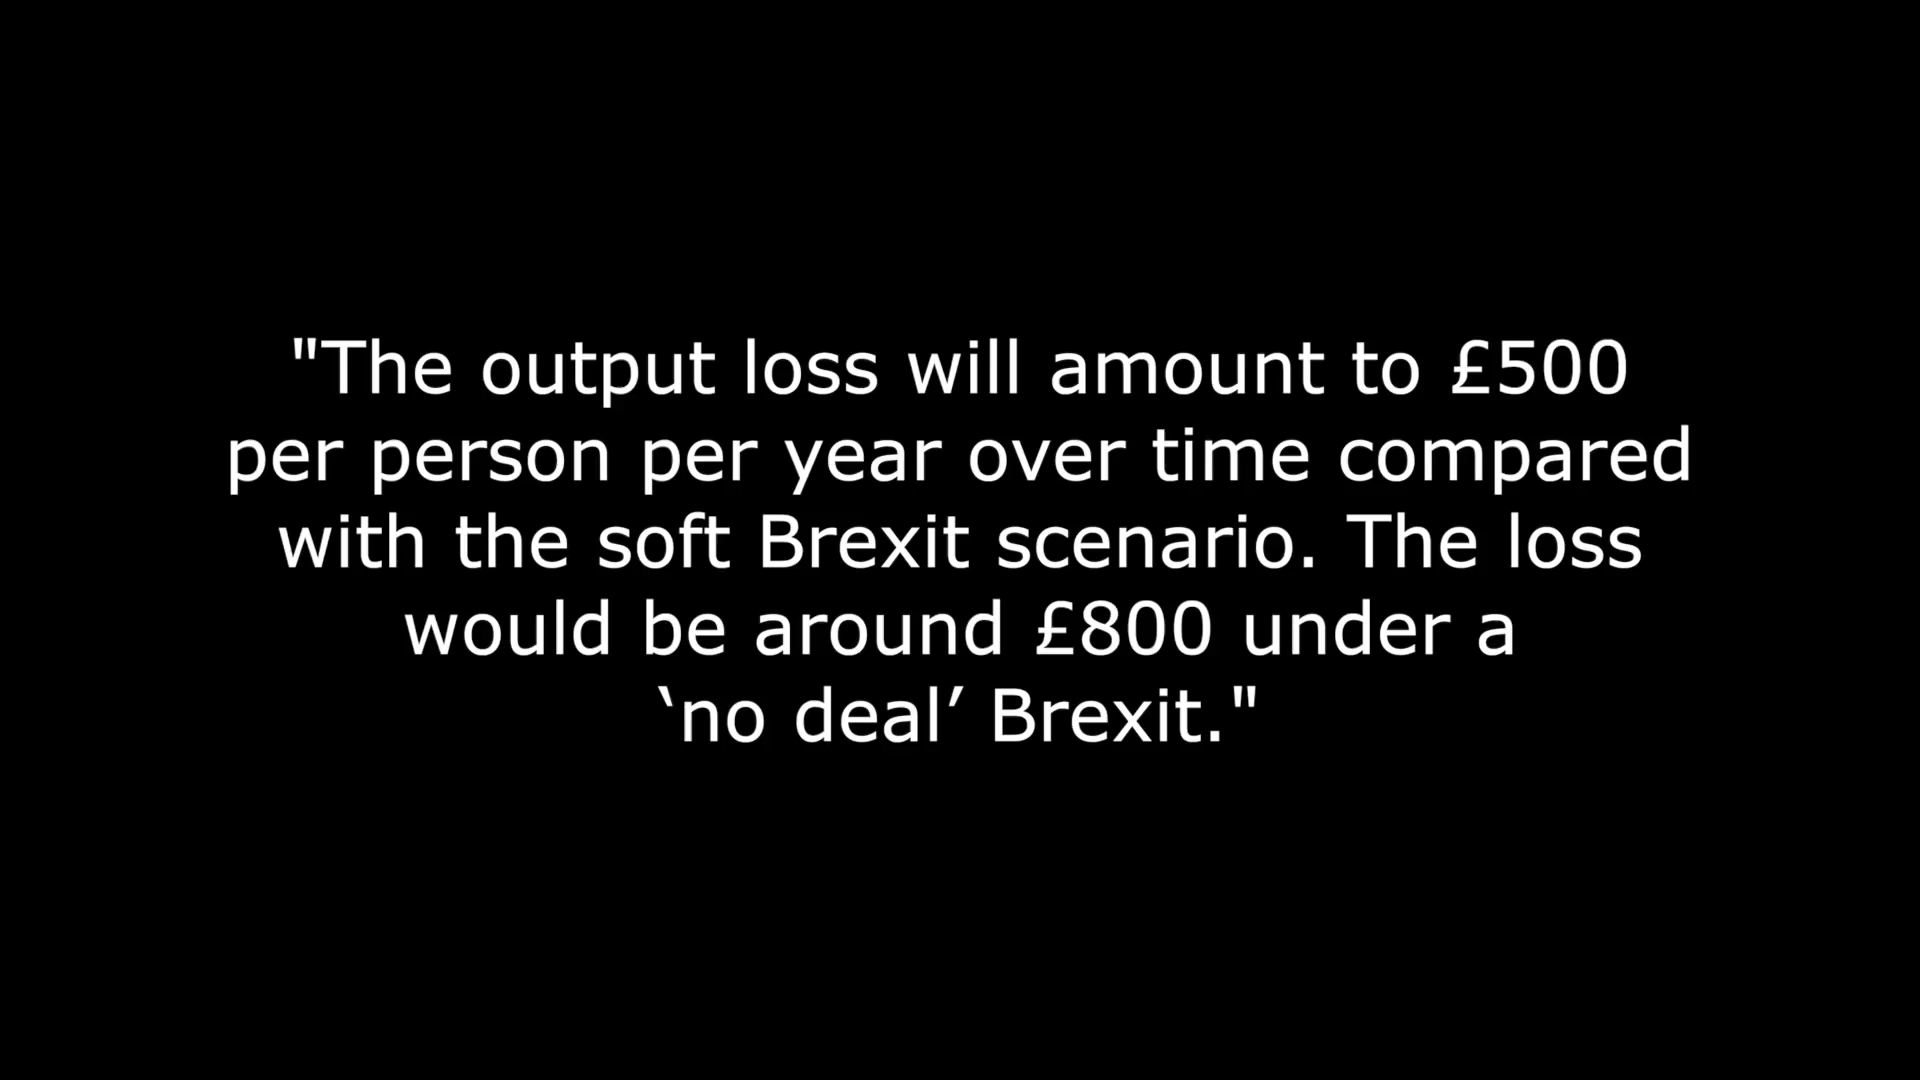 "The output loss will amount to £500
per person per year over time compared
with the soft Brexit scenario. The loss
would be around £800 under a
‘no deal’ Brexit."